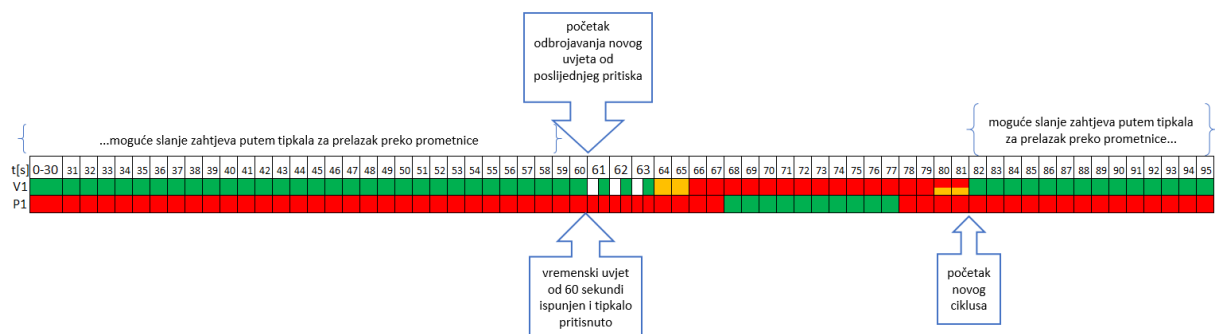 početak
odbrojavanja novog
uvjeta od
poslijednjeg pritiska
...moguće slanje zahtjeva putem tipkala za prelazak preko prometnice
moguće slanje zahtjeva putem tipkala
za prelazak preko prometnice...
t[s] 0-30 31 32 33 34 35 36 37 38 39 40 41 42 43 44 45 46 47 48 49 50 51 52 53 54 55 56 57 58 59 60 61 62 63 64 65 66 67 68 69 70 71 72 73 74 75 76 77 78 79 80 81 82 83 84 85 86 87 88 89 90 91 92 93 94 95
V1
P1
vremenski uvjet
od 60 sekundi
ispunjen i tipkalo
pritisnuto
početak
novog
ciklusa